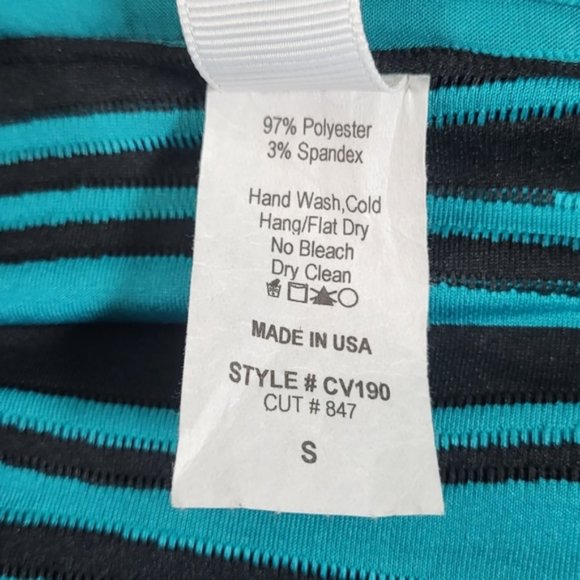 97% Polyester
3% Spandex
Hand Wash,Cold
Hang/Flat Dry
No Bleach
Dry Clean
MADE IN USA
STYLE # CV190
CUT # 847
S